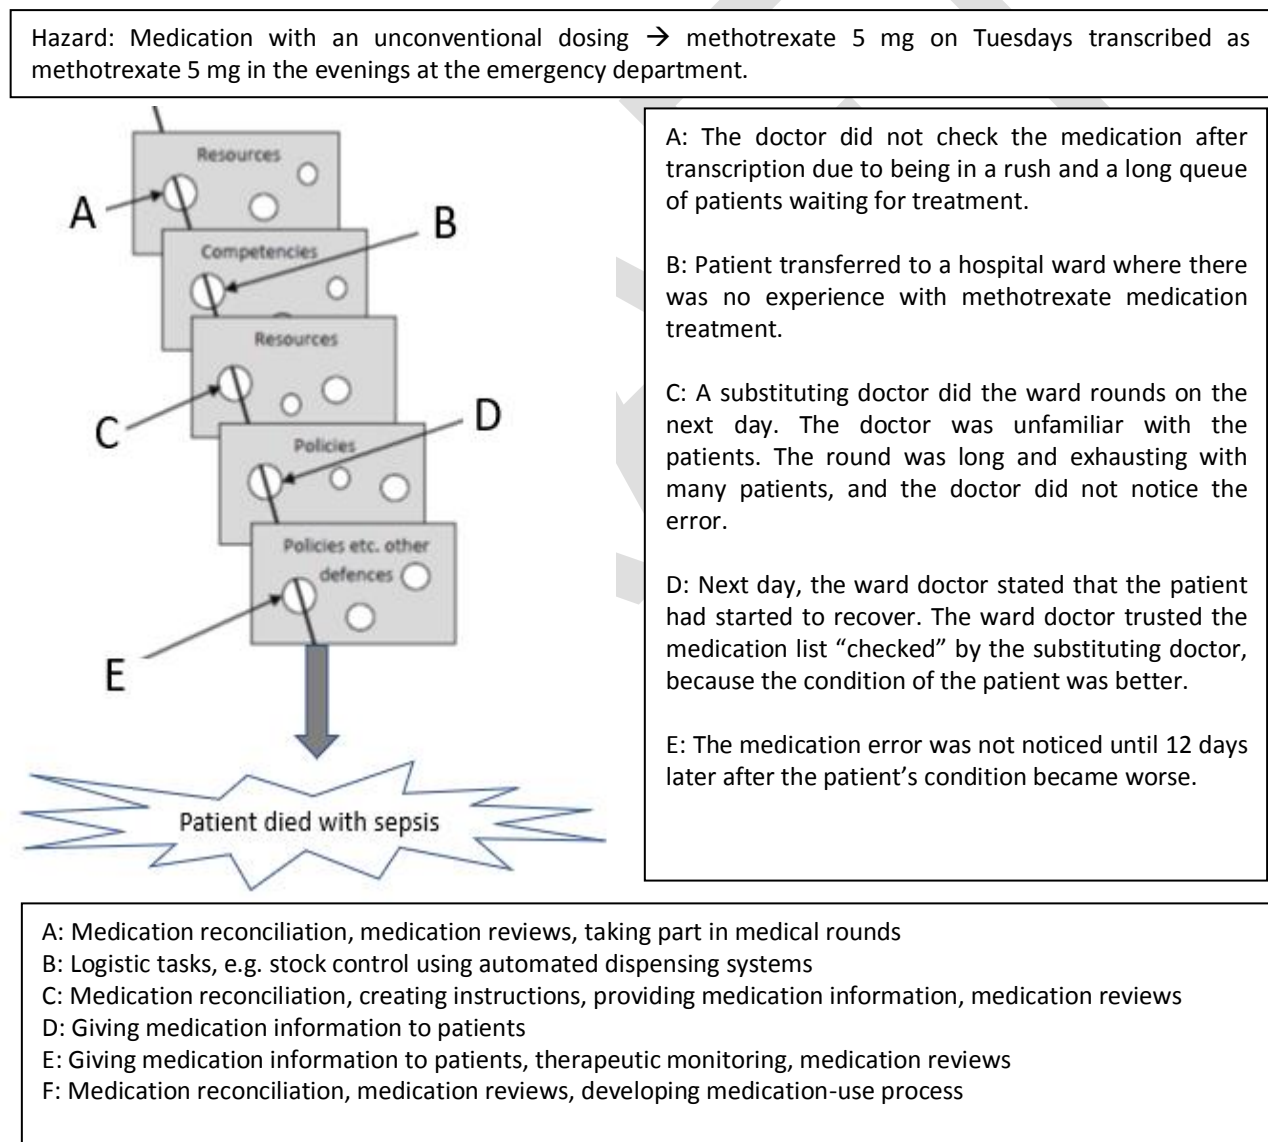 Hazard: Medication with an unconventional dosing → methotrexate 5 mg on Tuesdays transcribed as
methotrexate 5 mg in the evenings at the emergency department.
Resources
A
B
Competencies
Resources
C
D
Policies
Policies etc. other
defences
E
Patient died with sepsis
A: The doctor did not check the medication after
transcription due to being in a rush and a long queue
of patients waiting for treatment.
B: Patient transferred to a hospital ward where there
was no experience with methotrexate medication
treatment.
C: A substituting doctor did the ward rounds on the
next day. The doctor was unfamiliar with the
patients. The round was long and exhausting with
many patients, and the doctor did not notice the
error.
D: Next day, the ward doctor stated that the patient
had started to recover. The ward doctor trusted the
medication list “checked” by the substituting doctor,
because the condition of the patient was better.
E: The medication error was not noticed until 12 days
later after the patient’s condition became worse.
A: Medication reconciliation, medication reviews, taking part in medical rounds
B: Logistic tasks, e.g. stock control using automated dispensing systems
C: Medication reconciliation, creating instructions, providing medication information, medication reviews
D: Giving medication information to patients
E: Giving medication information to patients, therapeutic monitoring, medication reviews
F: Medication reconciliation, medication reviews, developing medication-use process